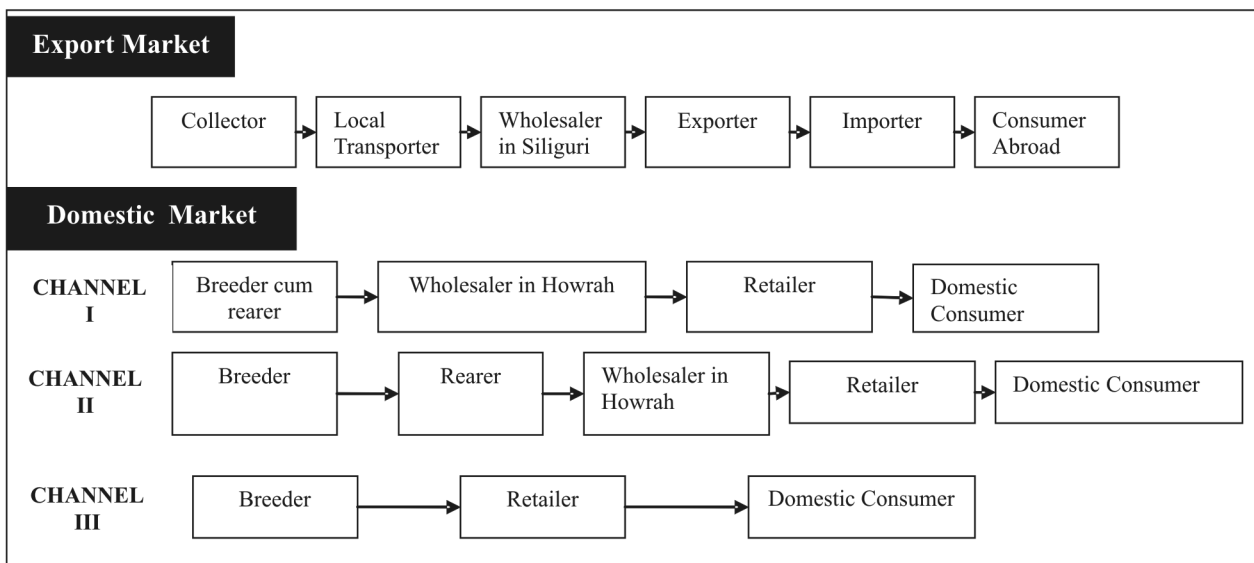 Export Market
Collector
Local
Transporter
Wholesaler
in Siliguri
Exporter
Importer
Consumer
Abroad
Domestic Market
CHANNEL
I
Breeder cum
rearer
Wholesaler in Howrah
Retailer
Domestic
Consumer
CHANNEL
II
Breeder
Rearer
Wholesaler in
Howrah
Retailer
Domestic Consumer
CHANNEL
III
Breeder
Retailer
Domestic Consumer